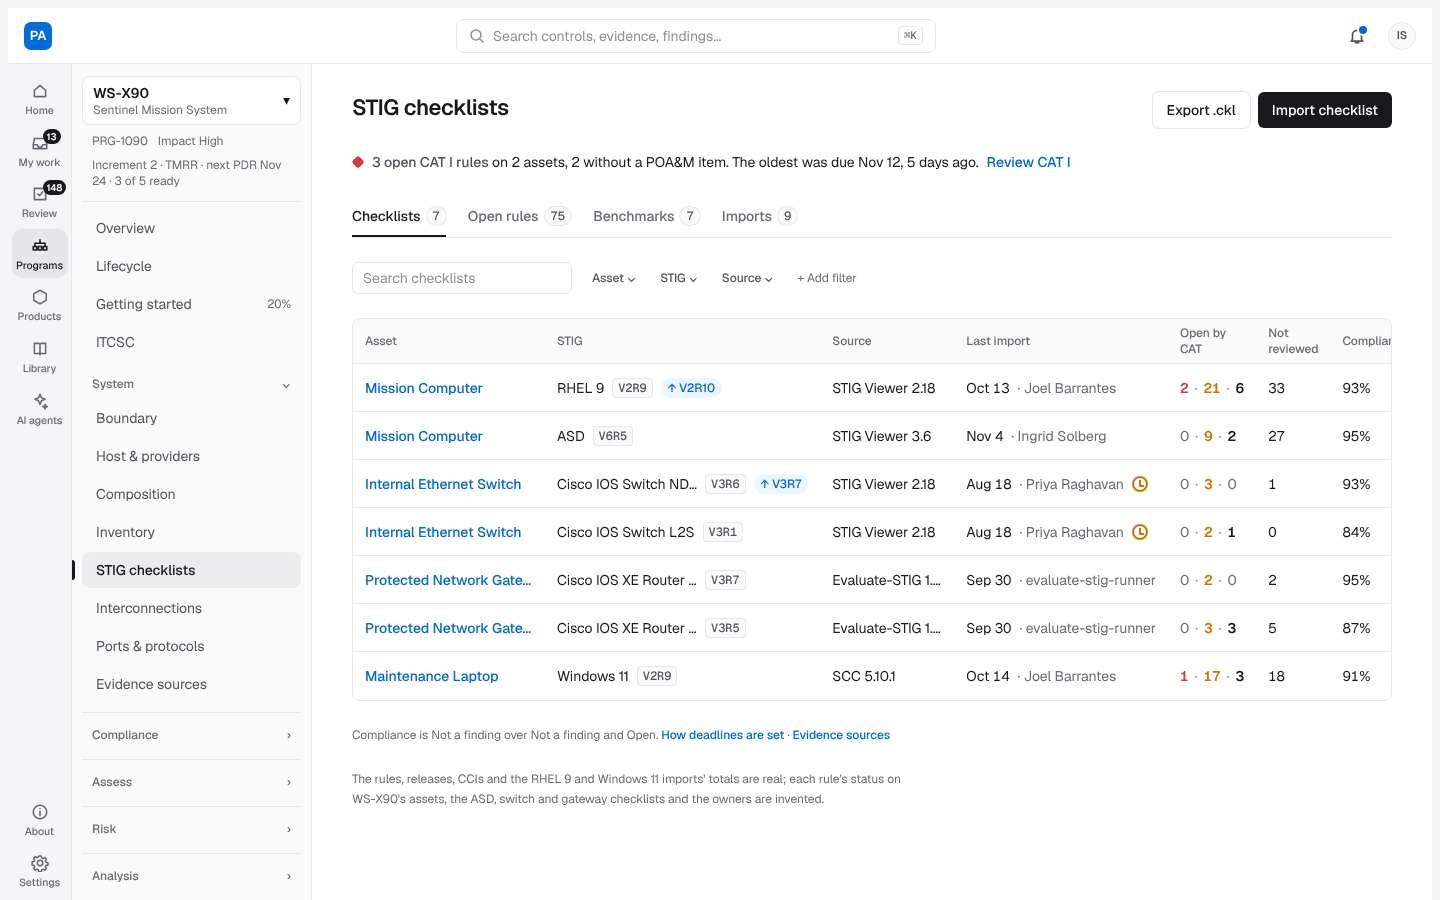 PA
Search controls, evidence, findings...
⌘K
IS
Home
13
My work
148
Review
Programs
Products
Library
AI agents
About
Settings
WS-X90
Sentinel Mission System
PRG-1090 Impact High
Increment 2 · TMRR · next PDR Nov
24 · 3 of 5 ready
Overview
Lifecycle
Getting started 20%
ITCSC
System
Boundary
Host & providers
Composition
Inventory
STIG checklists
Interconnections
Ports & protocols
Evidence sources
Compliance
Assess
Risk
Analysis
STIG checklists
Export .ckl
Import checklist
3 open CAT I rules on 2 assets, 2 without a POA&M item. The oldest was due Nov 12, 5 days ago. Review CAT I
Checklists 7 Open rules 75 Benchmarks 7 Imports 9
Search checklists Asset STIG Source + Add filter
Asset STIG Source Last import Open by CAT Not reviewed Complian
Mission Computer RHEL 9 V2R9 ↑ V2R10 STIG Viewer 2.18 Oct 13 · Joel Barrantes 2 · 21 · 6 33 93%
Mission Computer ASD V6R5 STIG Viewer 3.6 Nov 4 · Ingrid Solberg 0 · 9 · 2 27 95%
Internal Ethernet Switch Cisco IOS Switch ND... V3R6 ↑ V3R7 STIG Viewer 2.18 Aug 18 · Priya Raghavan 0 · 3 · 0 1 93%
Internal Ethernet Switch Cisco IOS Switch L2S V3R1 STIG Viewer 2.18 Aug 18 · Priya Raghavan 0 · 2 · 1 0 84%
Protected Network Gate... Cisco IOS XE Router ... V3R7 Evaluate-STIG 1.... Sep 30 · evaluate-stig-runner 0 · 2 · 0 2 95%
Protected Network Gate... Cisco IOS XE Router ... V3R5 Evaluate-STIG 1.... Sep 30 · evaluate-stig-runner 0 · 3 · 3 5 87%
Maintenance Laptop Windows 11 V2R9 SCC 5.10.1 Oct 14 · Joel Barrantes 1 · 17 · 3 18 91%
Compliance is Not a finding over Not a finding and Open. How deadlines are set · Evidence sources
The rules, releases, CCIs and the RHEL 9 and Windows 11 imports' totals are real; each rule's status on
WS-X90's assets, the ASD, switch and gateway checklists and the owners are invented.